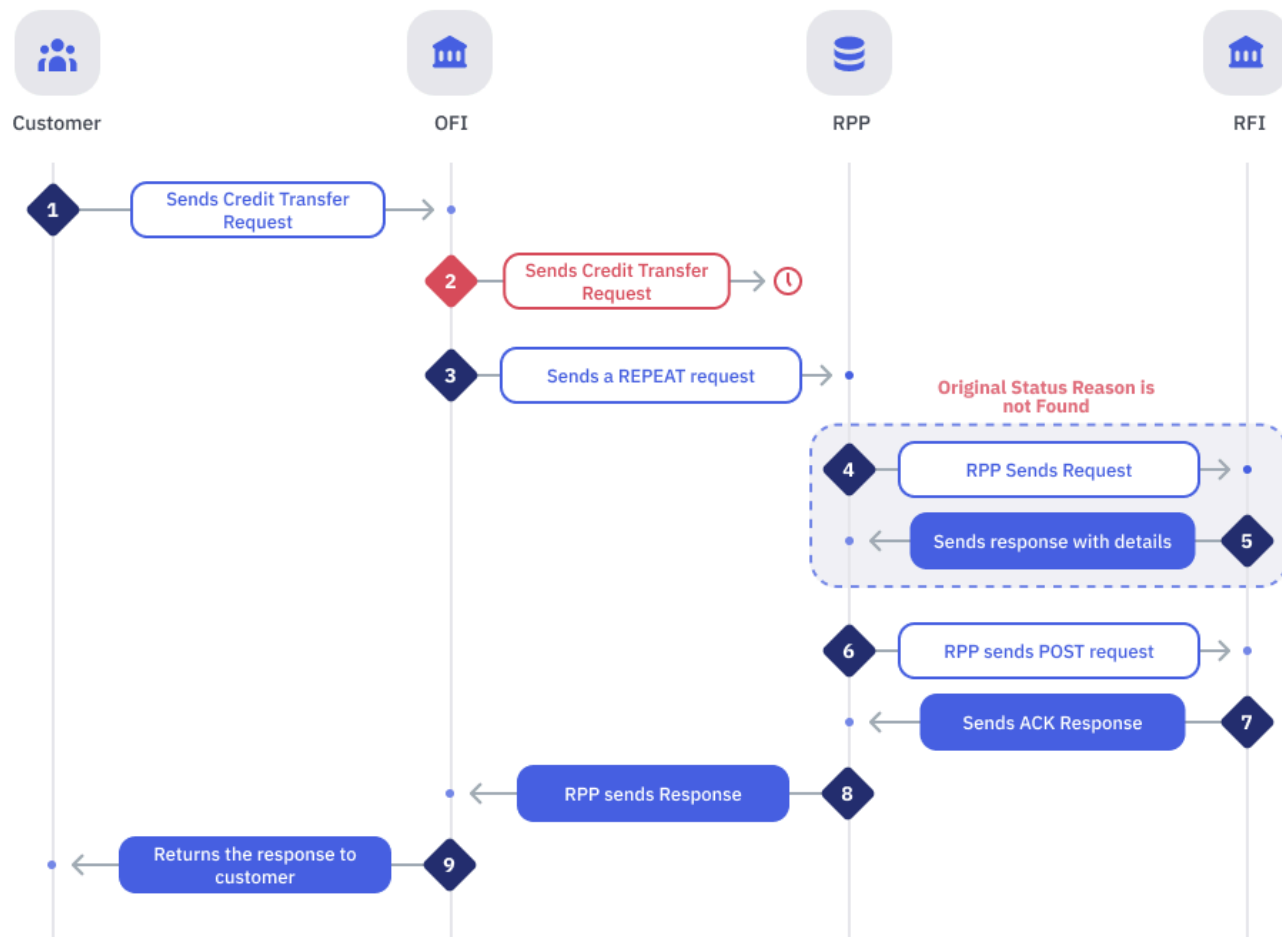 Customer
OFI
RPP
RFI
1
Sends Credit Transfer
Request
2
Sends Credit Transfer
Request
3
Sends a REPEAT request
Original Status Reason is
not Found
4
RPP Sends Request
Sends response with details
5
6
RPP sends POST request
Sends ACK Response
7
RPP sends Response
8
Returns the response to
customer
9